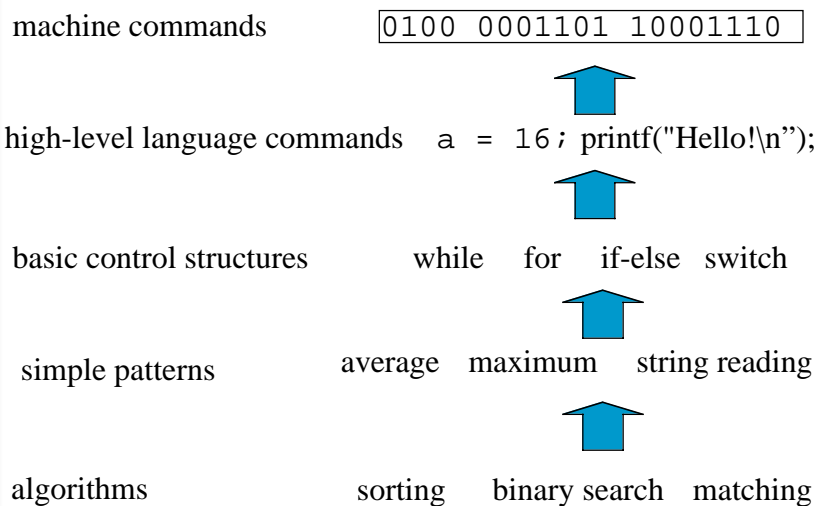 machine commands 0100 0001101 10001110
high-level language commands a = 16; printf("Hello!\n”);
basic control structures while for if-else switch
simple patterns average maximum string reading
algorithms sorting binary search matching